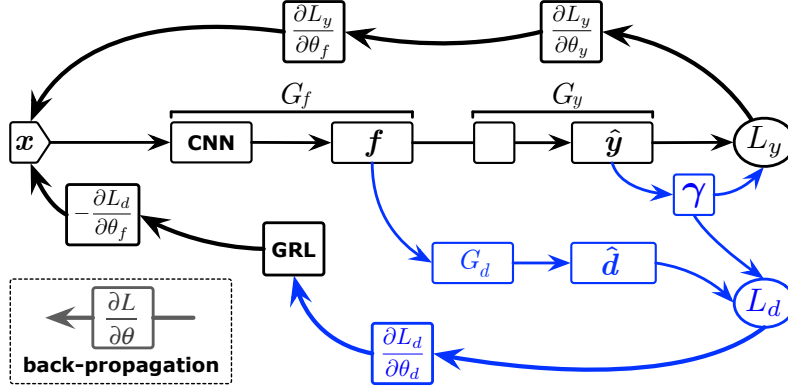 ∂L_y/∂θ_f
∂L_y/∂θ_y
G_f
G_y
x
CNN
f
ŷ
L_y
γ
-∂L_d/∂θ_f
GRL
G_d
d̂
L_d
∂L/∂θ
back-propagation
∂L_d/∂θ_d